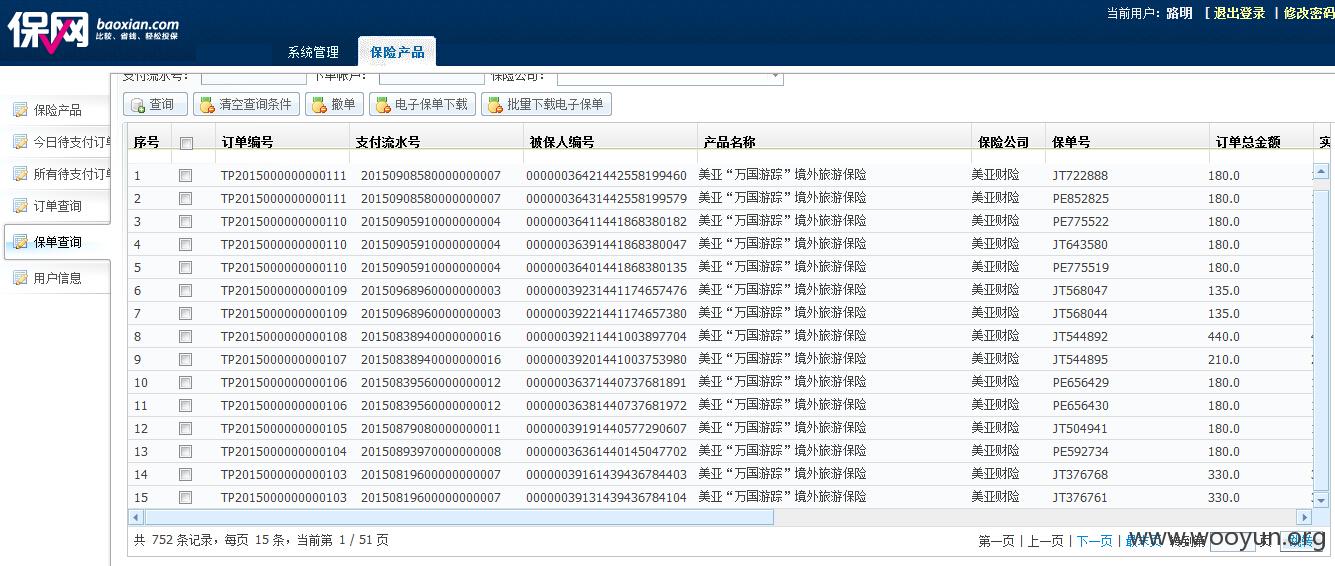 保网 baoxian.com
比较、省钱、轻松投保
当前用户：路明 [ 退出登录 | 修改密码
系统管理 保险产品
支付流水号： 下单帐户： 保险公司：
查询 清空查询条件 撤单 电子保单下载 批量下载电子保单
保险产品
今日待支付订单
所有待支付订单
订单查询
保单查询
用户信息
序号 订单编号 支付流水号 被保人编号 产品名称 保险公司 保单号 订单总金额 实
1 TP2015000000000111 20150908580000000007 00000036421442558199460 美亚“万国游踪”境外旅游保险 美亚财险 JT722888 180.0
2 TP2015000000000111 20150908580000000007 00000036431442558199579 美亚“万国游踪”境外旅游保险 美亚财险 PE852825 180.0
3 TP2015000000000110 20150905910000000004 00000036411441868380182 美亚“万国游踪”境外旅游保险 美亚财险 PE775522 180.0
4 TP2015000000000110 20150905910000000004 00000036391441868380047 美亚“万国游踪”境外旅游保险 美亚财险 JT643580 180.0
5 TP2015000000000110 20150905910000000004 00000036401441868380135 美亚“万国游踪”境外旅游保险 美亚财险 PE775519 180.0
6 TP2015000000000109 20150968960000000003 00000039231441174657476 美亚“万国游踪”境外旅游保险 美亚财险 JT568047 135.0
7 TP2015000000000109 20150968960000000003 00000039221441174657380 美亚“万国游踪”境外旅游保险 美亚财险 JT568044 135.0
8 TP2015000000000108 20150838940000000016 00000039211441003897704 美亚“万国游踪”境外旅游保险 美亚财险 JT544892 440.0
9 TP2015000000000107 20150838940000000016 00000039201441003753980 美亚“万国游踪”境外旅游保险 美亚财险 JT544895 210.0
10 TP2015000000000106 20150839560000000012 00000036371440737681891 美亚“万国游踪”境外旅游保险 美亚财险 PE656429 180.0
11 TP2015000000000106 20150839560000000012 00000036381440737681972 美亚“万国游踪”境外旅游保险 美亚财险 PE656430 180.0
12 TP2015000000000105 20150879080000000011 00000039191440577290607 美亚“万国游踪”境外旅游保险 美亚财险 JT504941 180.0
13 TP2015000000000104 20150893970000000008 00000036361440145047702 美亚“万国游踪”境外旅游保险 美亚财险 PE592734 180.0
14 TP2015000000000103 20150819600000000007 00000039161439436784403 美亚“万国游踪”境外旅游保险 美亚财险 JT376768 330.0
15 TP2015000000000103 20150819600000000007 00000039131439436784104 美亚“万国游踪”境外旅游保险 美亚财险 JT376761 330.0
共 752 条记录，每页 15 条，当前第 1 / 51 页 第一页 | 上一页 | 下一页 | 最末页 转到第 页 跳转
www.wooyun.org